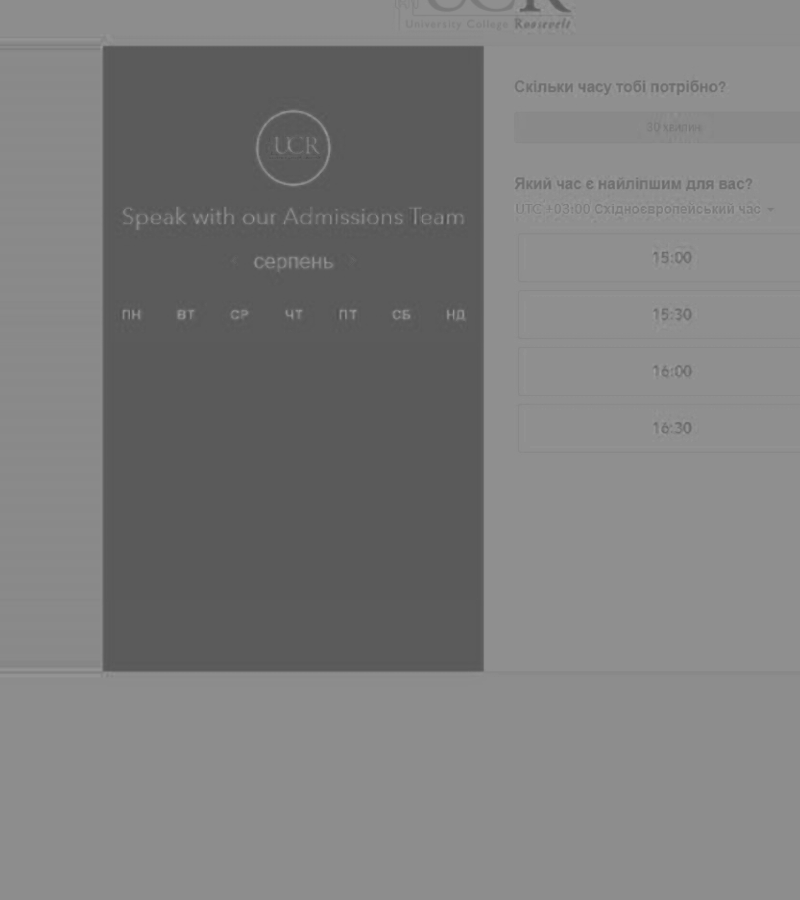 UCR
University College Roosevelt
UCR
Speak with our Admissions Team
серпень
ПН ВТ СР ЧТ ПТ СБ НД
Скільки часу тобі потрібно?
30 хвилин
Який час є найліпшим для вас?
UTC +03:00 Східноєвропейський час
15:00
15:30
16:00
16:30